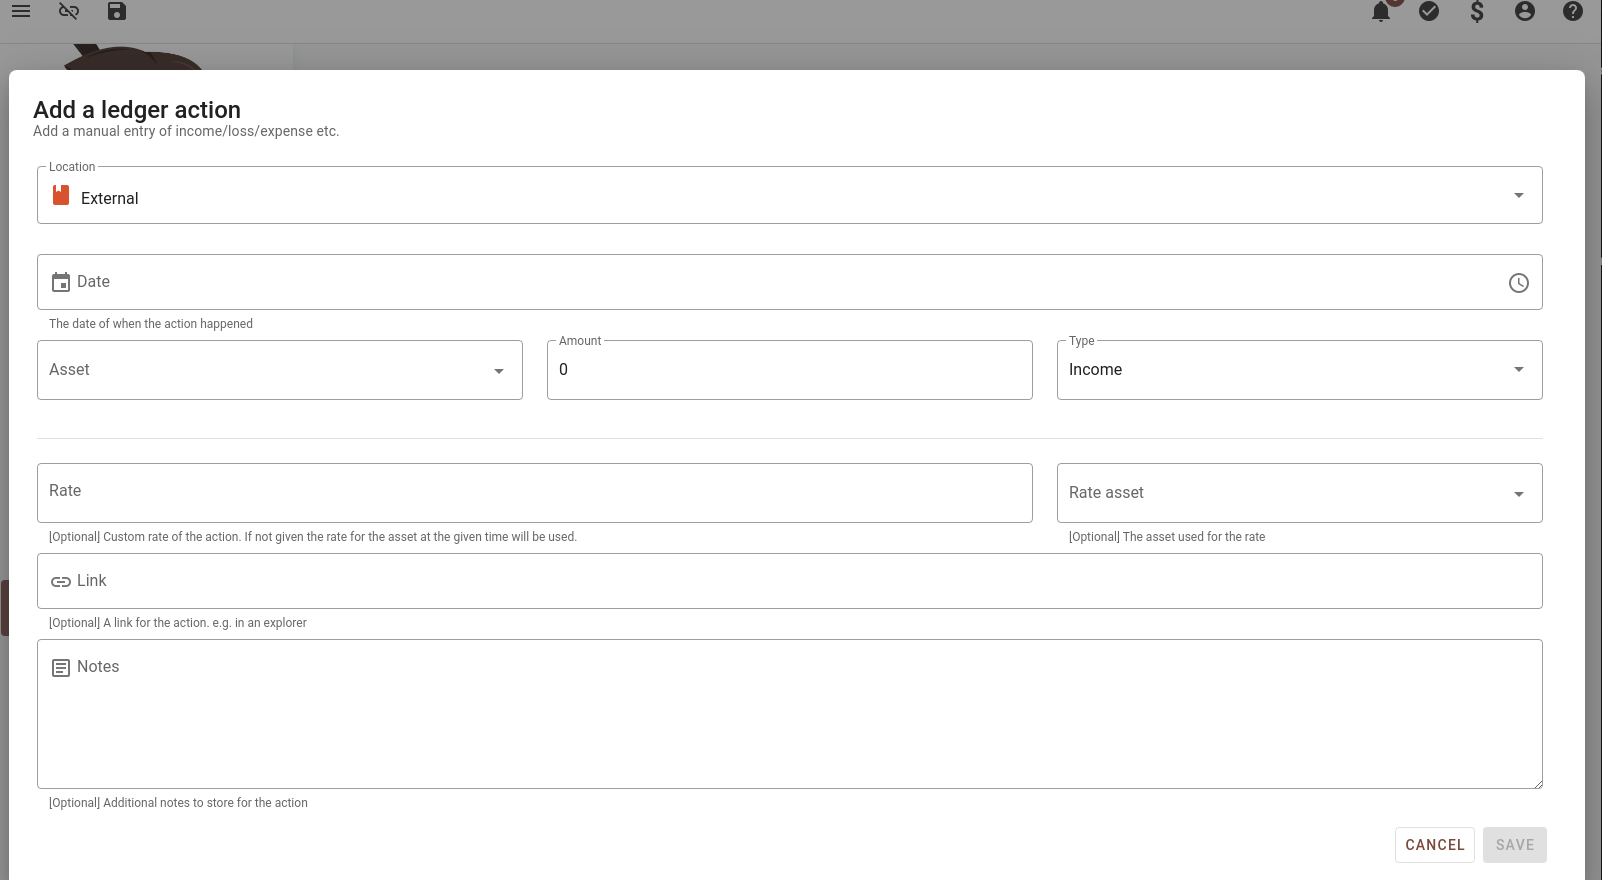 Add a ledger action
Add a manual entry of income/loss/expense etc.
Location
External
Date
The date of when the action happened
Asset
Amount
0
Type
Income
Rate
[Optional] Custom rate of the action. If not given the rate for the asset at the given time will be used.
Rate asset
[Optional] The asset used for the rate
Link
[Optional] A link for the action. e.g. in an explorer
Notes
[Optional] Additional notes to store for the action
CANCEL
SAVE